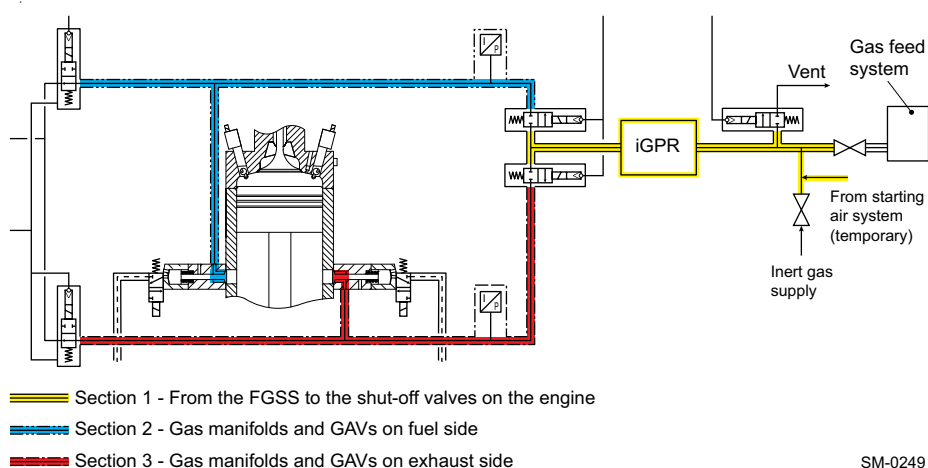 I
P
Gas feed
system
Vent
iGPR
From starting
air system
(temporary)
Inert gas
supply
I
P
Section 1 - From the FGSS to the shut-off valves on the engine
Section 2 - Gas manifolds and GAVs on fuel side
Section 3 - Gas manifolds and GAVs on exhaust side
SM-0249